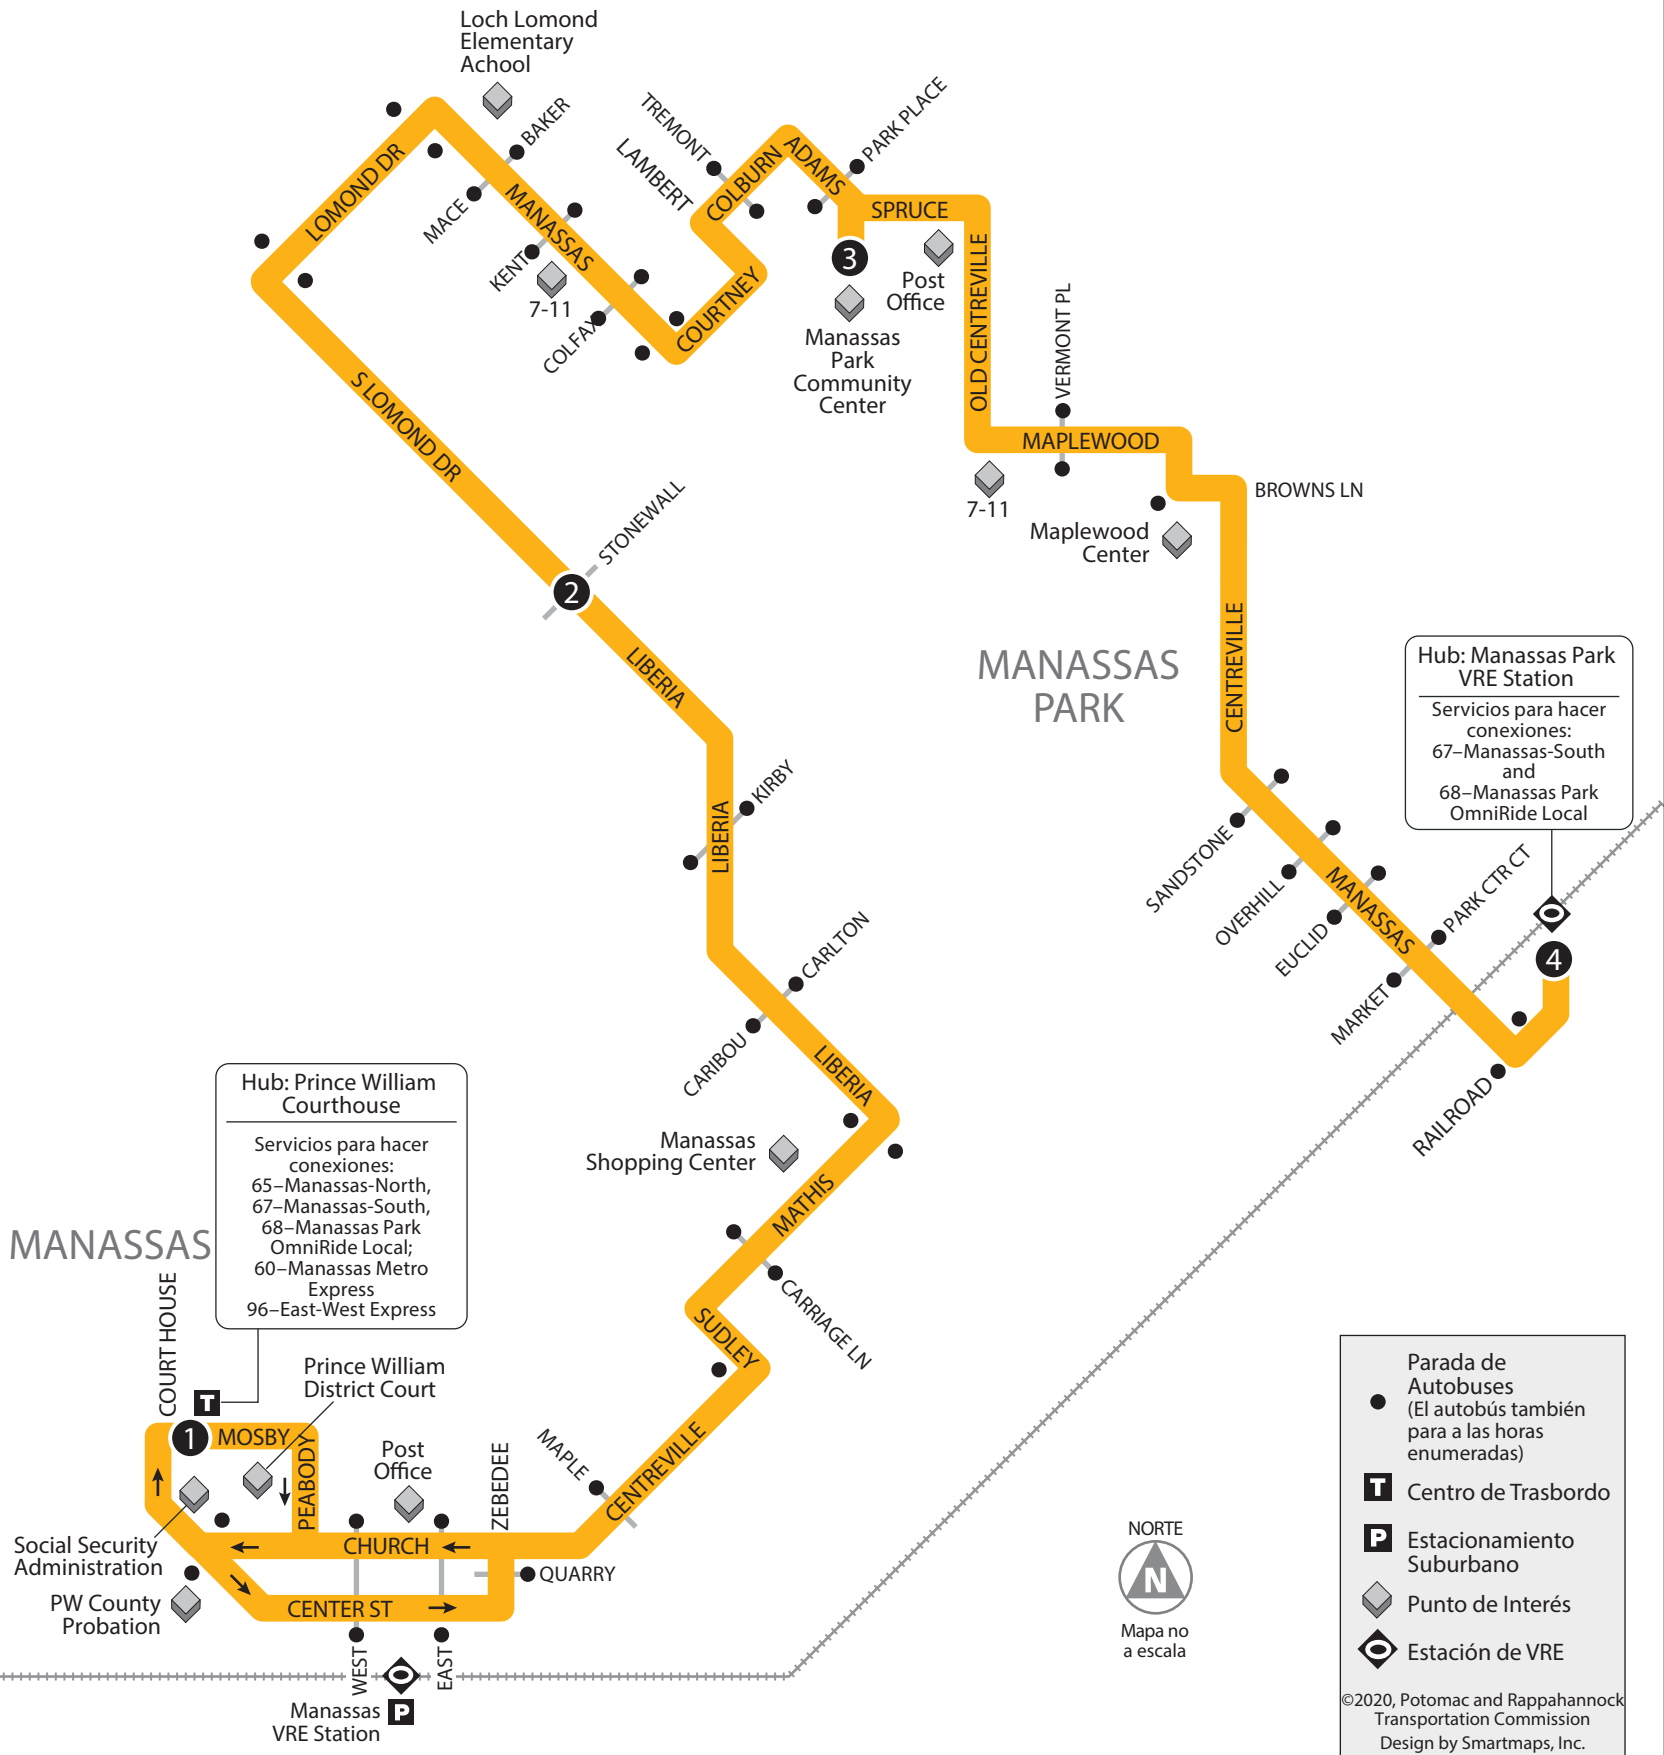 Loch Lomond
Elementary
Achool
BAKER
MACE
LOMOND DR
MANASSAS
KENT
7-11
COLFAX
COURTNEY
TREMONT
LAMBERT
COLBURN
ADAMS
PARK PLACE
SPRUCE
3
Post
Office
Manassas
Park
Community
Center
OLD CENTREVILLE
VERMONT PL
MAPLEWOOD
7-11
BROWNS LN
Maplewood
Center
S LOMOND DR
STONEWALL
2
LIBERIA
MANASSAS
PARK
CENTREVILLE
Hub: Manassas Park
VRE Station
Servicios para hacer
conexiones:
67–Manassas-South
and
68–Manassas Park
OmniRide Local
KIRBY
LIBERIA
SANDSTONE
OVERHILL
EUCLID
MANASSAS
PARK CTR CT
MARKET
4
RAILROAD
CARLTON
CARIBOU
LIBERIA
Manassas
Shopping Center
MATHIS
CARRIAGE LN
SUDLEY
Hub: Prince William
Courthouse
Servicios para hacer
conexiones:
65–Manassas-North,
67–Manassas-South,
68–Manassas Park
OmniRide Local;
60–Manassas Metro
Express
96–East-West Express
MANASSAS
COURT HOUSE
T
Prince William
District Court
1
MOSBY
PEABODY
Post
Office
ZEBEDEE
MAPLE
CENTREVILLE
Social Security
Administration
CHURCH
QUARRY
PW County
Probation
CENTER ST
WEST
EAST
Manassas
VRE Station
P
NORTE
N
Mapa no
a escala
Parada de
Autobuses
(El autobús también
para a las horas
enumeradas)
T
Centro de Trasbordo
P
Estacionamiento
Suburbano
Punto de Interés
Estación de VRE
©2020, Potomac and Rappahannock
Transportation Commission
Design by Smartmaps, Inc.